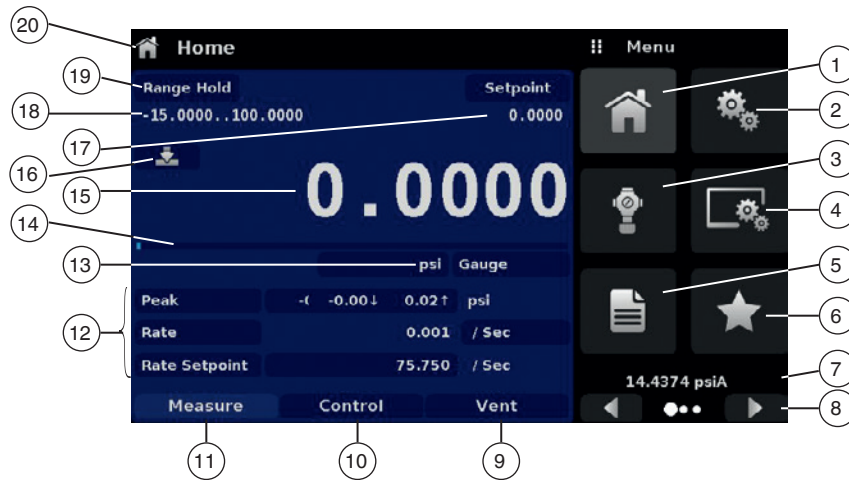 20
Home
Menu
19
Range Hold
Setpoint
1
18
-15.0000..100.0000
0.0000
2
17
16
3
15
0.0000
4
14
13
psi Gauge
5
12
Peak -( -0.00↓ 0.02↑ psi
6
Rate 0.001 / Sec
Rate Setpoint 75.750 / Sec
14.4374 psiA
7
Measure Control Vent
8
11
10
9